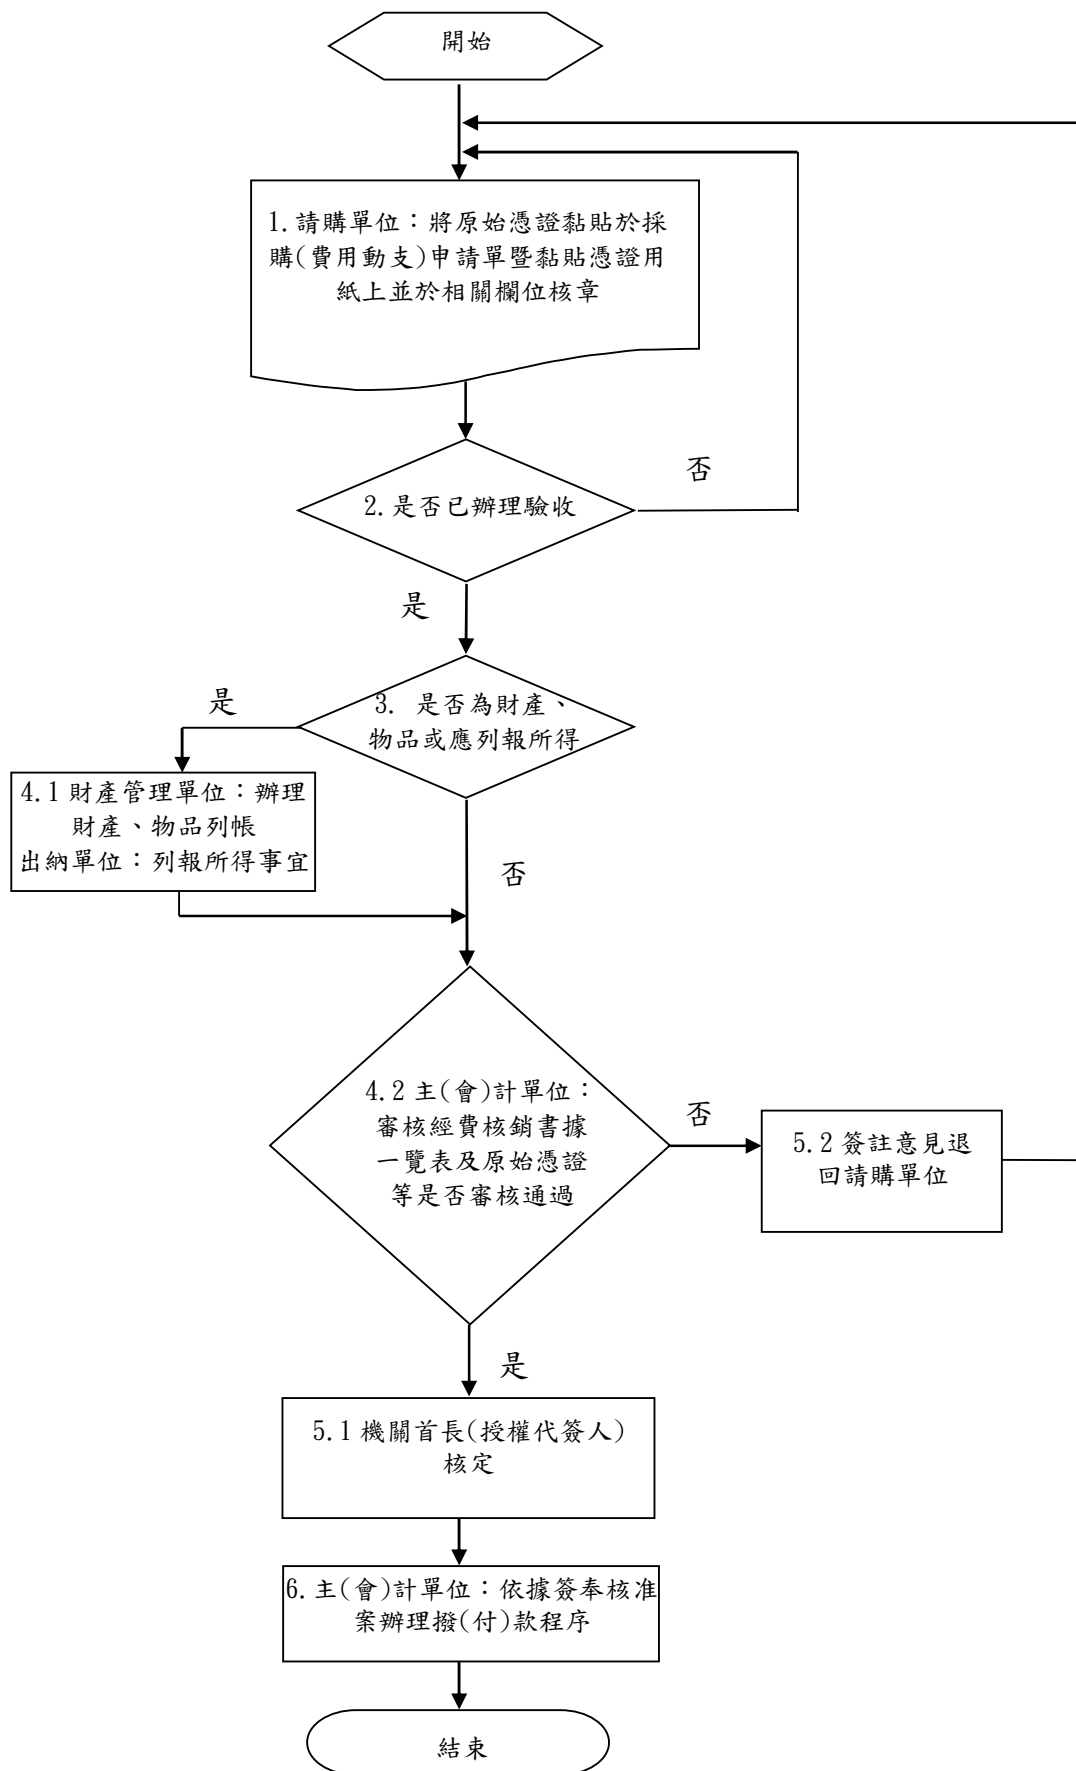 開始
1.請購單位：將原始憑證黏貼於採
購(費用動支)申請單暨黏貼憑證用
紙上並於相關欄位核章
否
2.是否已辦理驗收
是
是
3. 是否為財產、
物品或應列報所得
4.1 財產管理單位：辦理
財產、物品列帳
出納單位：列報所得事宜
否
4.2 主(會)計單位：
審核經費核銷書據
一覽表及原始憑證
等是否審核通過
否
5.2 簽註意見退
回請購單位
是
5.1 機關首長(授權代簽人)
核定
6.主(會)計單位：依據簽奉核准
案辦理撥(付)款程序
結束